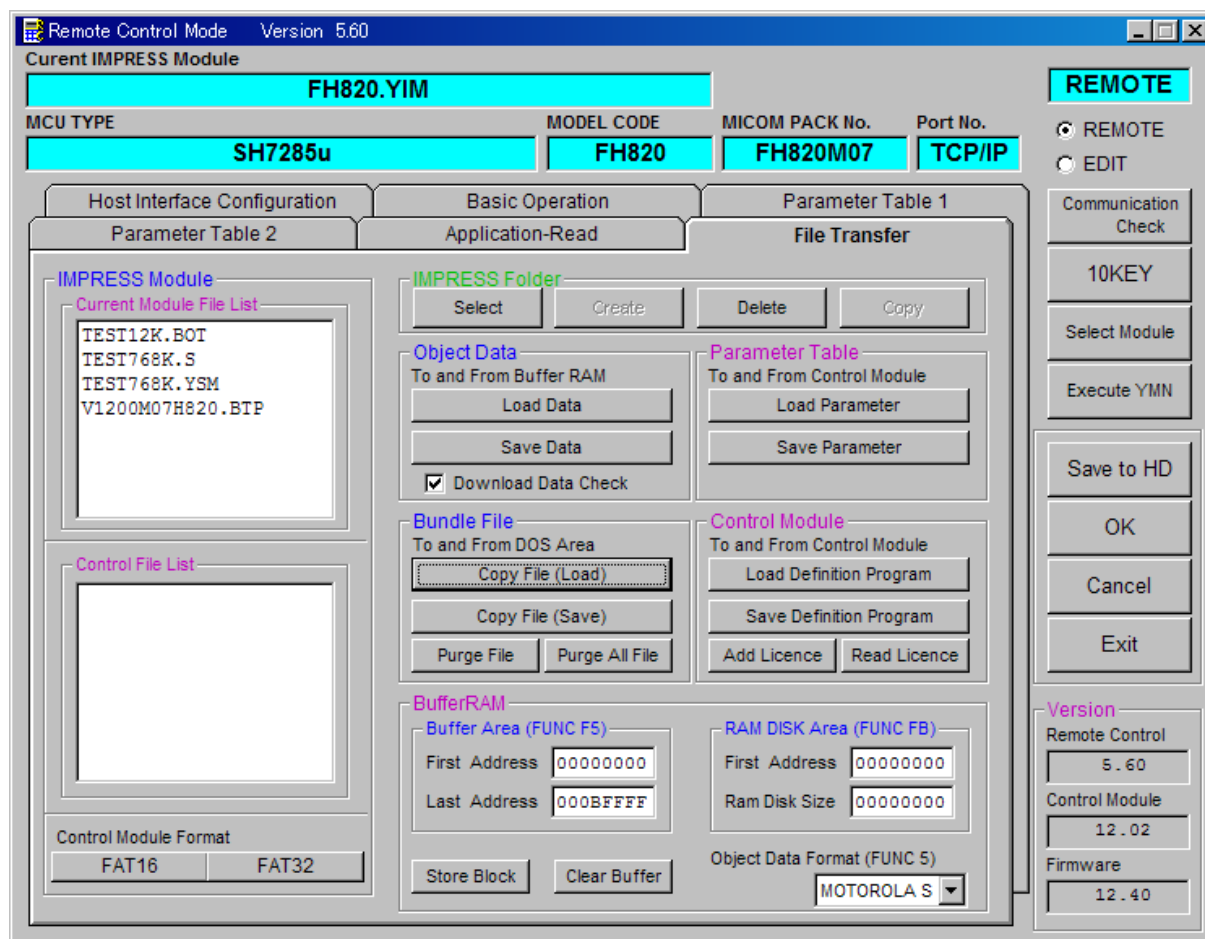 Remote Control Mode Version 5.60
Curent IMPRESS Module
FH820.YIM
REMOTE
MCU TYPE MODEL CODE MICOM PACK No. Port No.
SH7285u FH820 FH820M07 TCP/IP
REMOTE
EDIT
Host Interface Configuration Basic Operation Parameter Table 1
Parameter Table 2 Application-Read File Transfer
Communication
Check
10KEY
Select Module
Execute YMN
Save to HD
OK
Cancel
Exit
IMPRESS Module
Current Module File List
TEST12K.BOT
TEST768K.S
TEST768K.YSM
V1200M07H820.BTP
Control File List
Control Module Format
FAT16 FAT32
IMPRESS Folder
Select Create Delete Copy
Object Data
To and From Buffer RAM
Load Data
Save Data
Download Data Check
Parameter Table
To and From Control Module
Load Parameter
Save Parameter
Bundle File
To and From DOS Area
Copy File (Load)
Copy File (Save)
Purge File Purge All File
Control Module
To and From Control Module
Load Definition Program
Save Definition Program
Add Licence Read Licence
BufferRAM
Buffer Area (FUNC F5)
First Address 00000000
Last Address 000BFFFF
RAM DISK Area (FUNC FB)
First Address 00000000
Ram Disk Size 00000000
Store Block Clear Buffer
Object Data Format (FUNC 5)
MOTOROLA S
Version
Remote Control
5.60
Control Module
12.02
Firmware
12.40